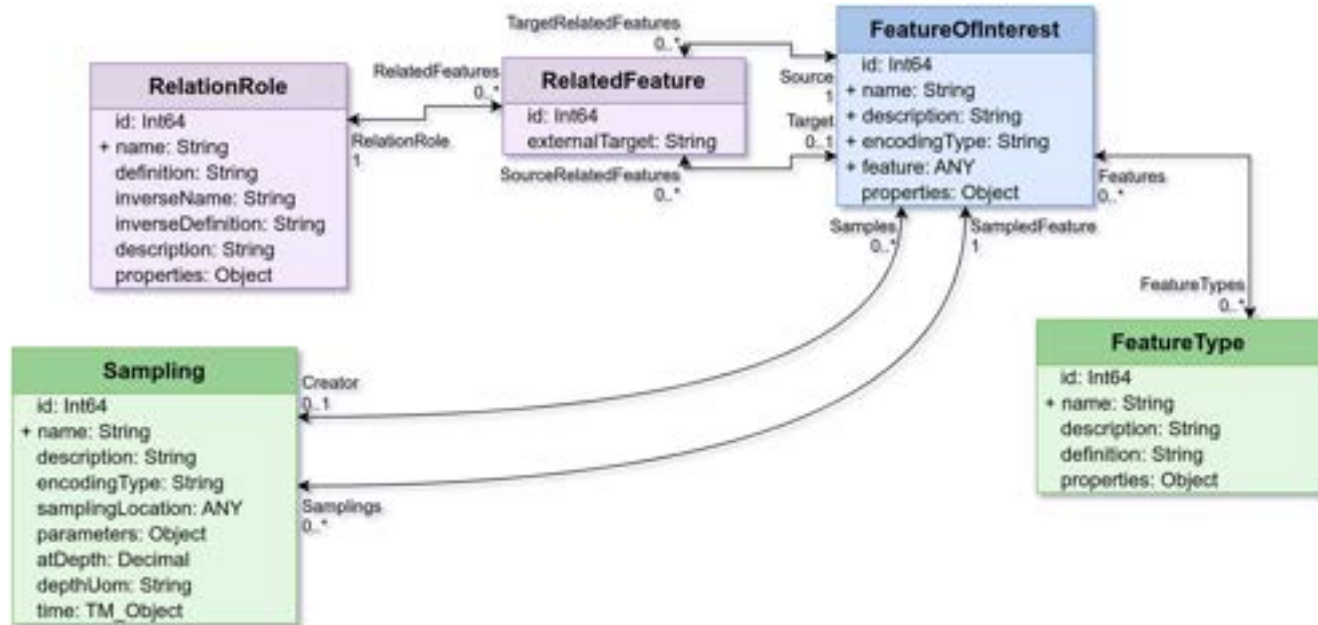 TargetRelatedFeatures
0..*
FeatureOfInterest
id: Int64
+ name: String
+ description: String
+ encodingType: String
+ feature: ANY
properties: Object
Source
1
Target
0..1
RelatedFeatures
0..*
RelatedFeature
id: Int64
externalTarget: String
SourceRelatedFeatures
0..*
RelationRole
id: Int64
+ name: String
definition: String
inverseName: String
inverseDefinition: String
description: String
properties: Object
RelationRole
1
Features
0..*
Samples
0..*
SampledFeature
1
FeatureTypes
0..*
FeatureType
id: Int64
+ name: String
description: String
definition: String
properties: Object
Sampling
id: Int64
+ name: String
description: String
encodingType: String
samplingLocation: ANY
parameters: Object
atDepth: Decimal
depthUom: String
time: TM_Object
Creator
0..1
Samplings
0..*